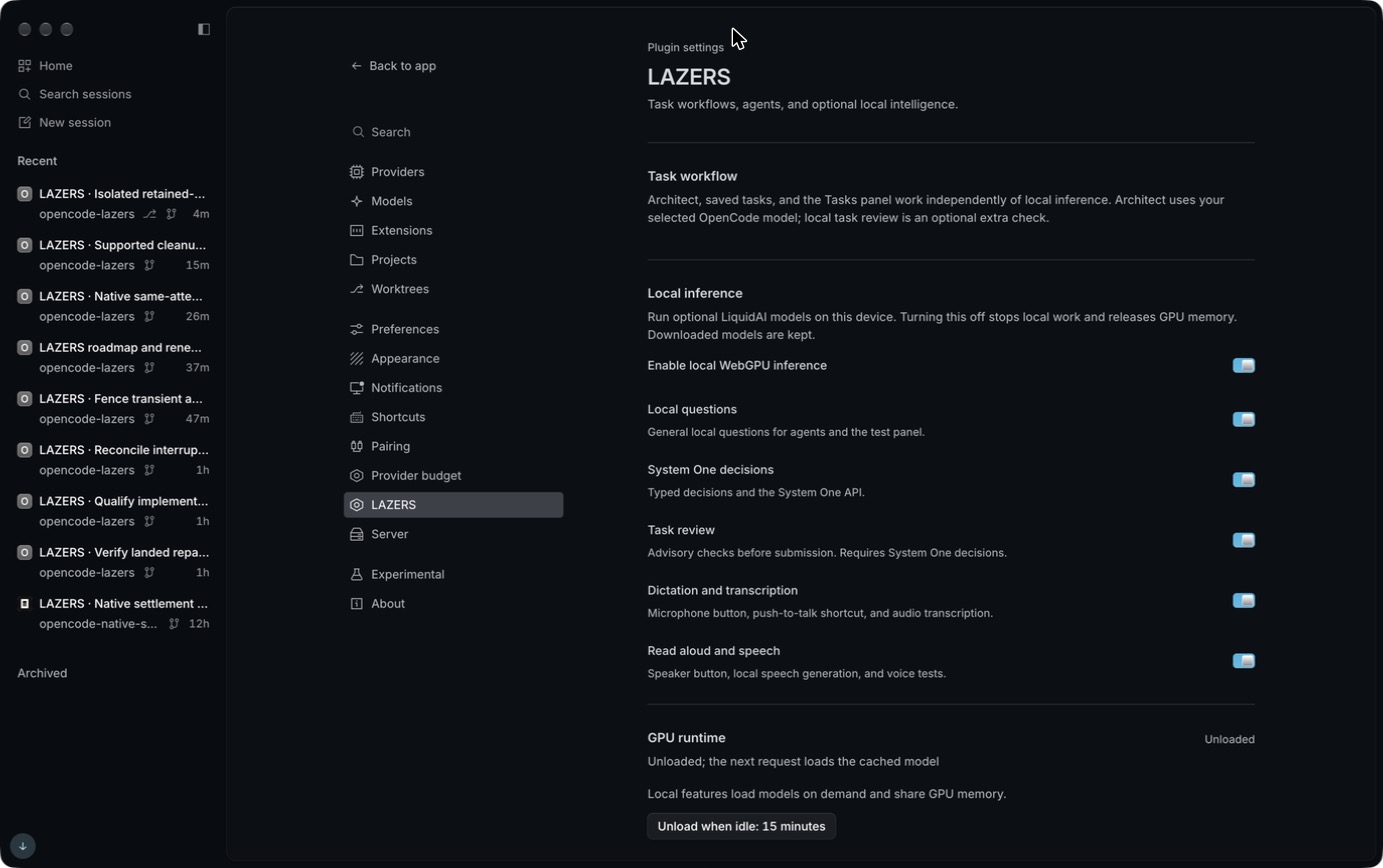 Home
Search sessions
New session
Recent
LAZERS · Isolated retained-...
opencode-lazers 4m
LAZERS · Supported cleanu...
opencode-lazers 15m
LAZERS · Native same-atte...
opencode-lazers 26m
LAZERS roadmap and rene...
opencode-lazers 37m
LAZERS · Fence transient a...
opencode-lazers 47m
LAZERS · Reconcile interrup...
opencode-lazers 1h
LAZERS · Qualify implement...
opencode-lazers 1h
LAZERS · Verify landed repa...
opencode-lazers 1h
LAZERS · Native settlement ...
opencode-native-s... 12h
Archived
Back to app
Search
Providers
Models
Extensions
Projects
Worktrees
Preferences
Appearance
Notifications
Shortcuts
Pairing
Provider budget
LAZERS
Server
Experimental
About
Plugin settings
LAZERS
Task workflows, agents, and optional local intelligence.
Task workflow
Architect, saved tasks, and the Tasks panel work independently of local inference. Architect uses your
selected OpenCode model; local task review is an optional extra check.
Local inference
Run optional LiquidAI models on this device. Turning this off stops local work and releases GPU memory.
Downloaded models are kept.
Enable local WebGPU inference
Local questions
General local questions for agents and the test panel.
System One decisions
Typed decisions and the System One API.
Task review
Advisory checks before submission. Requires System One decisions.
Dictation and transcription
Microphone button, push-to-talk shortcut, and audio transcription.
Read aloud and speech
Speaker button, local speech generation, and voice tests.
GPU runtime
Unloaded
Unloaded; the next request loads the cached model
Local features load models on demand and share GPU memory.
Unload when idle: 15 minutes